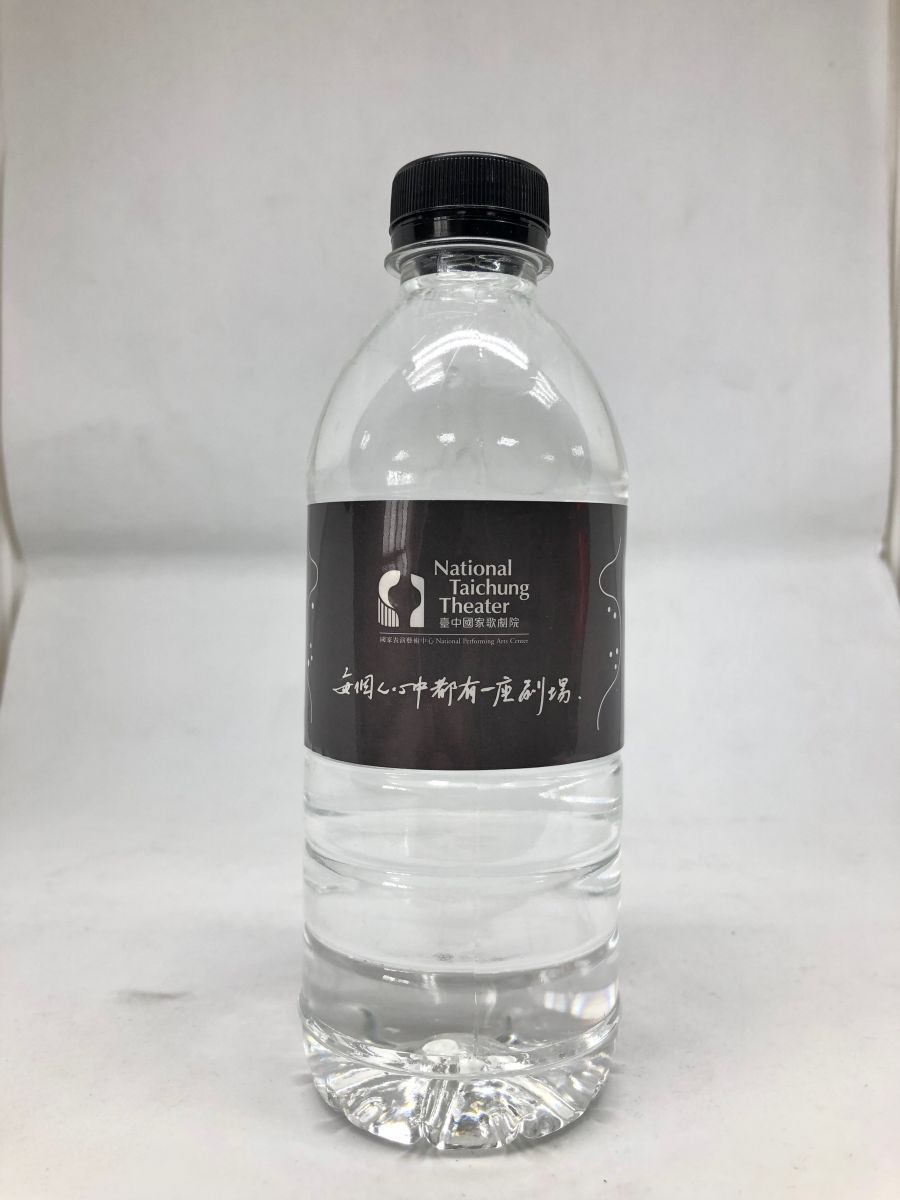 National
Taichung
Theater
臺中國家歌劇院
國家表演藝術中心 National Performing Arts Center
每個人心中都有一座劇場.